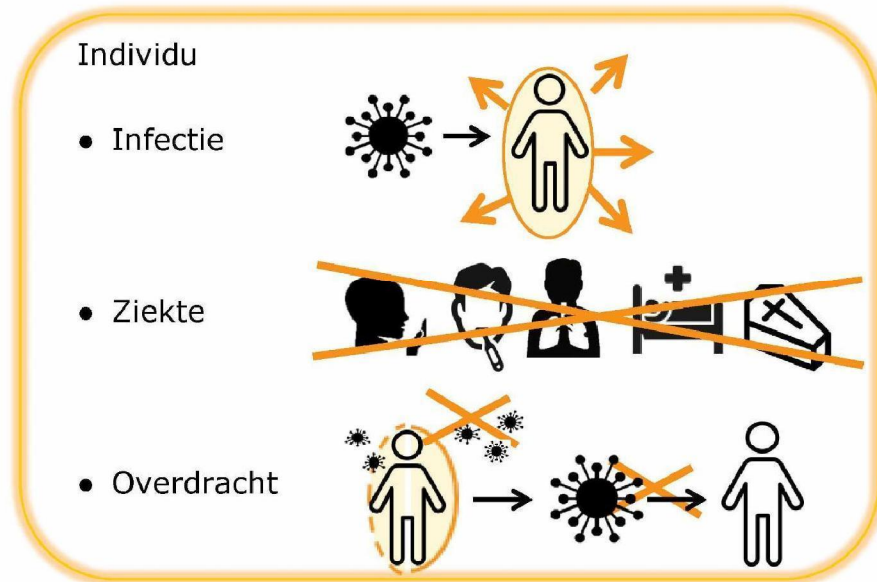 Individu
• Infectie
• Ziekte
• Overdracht